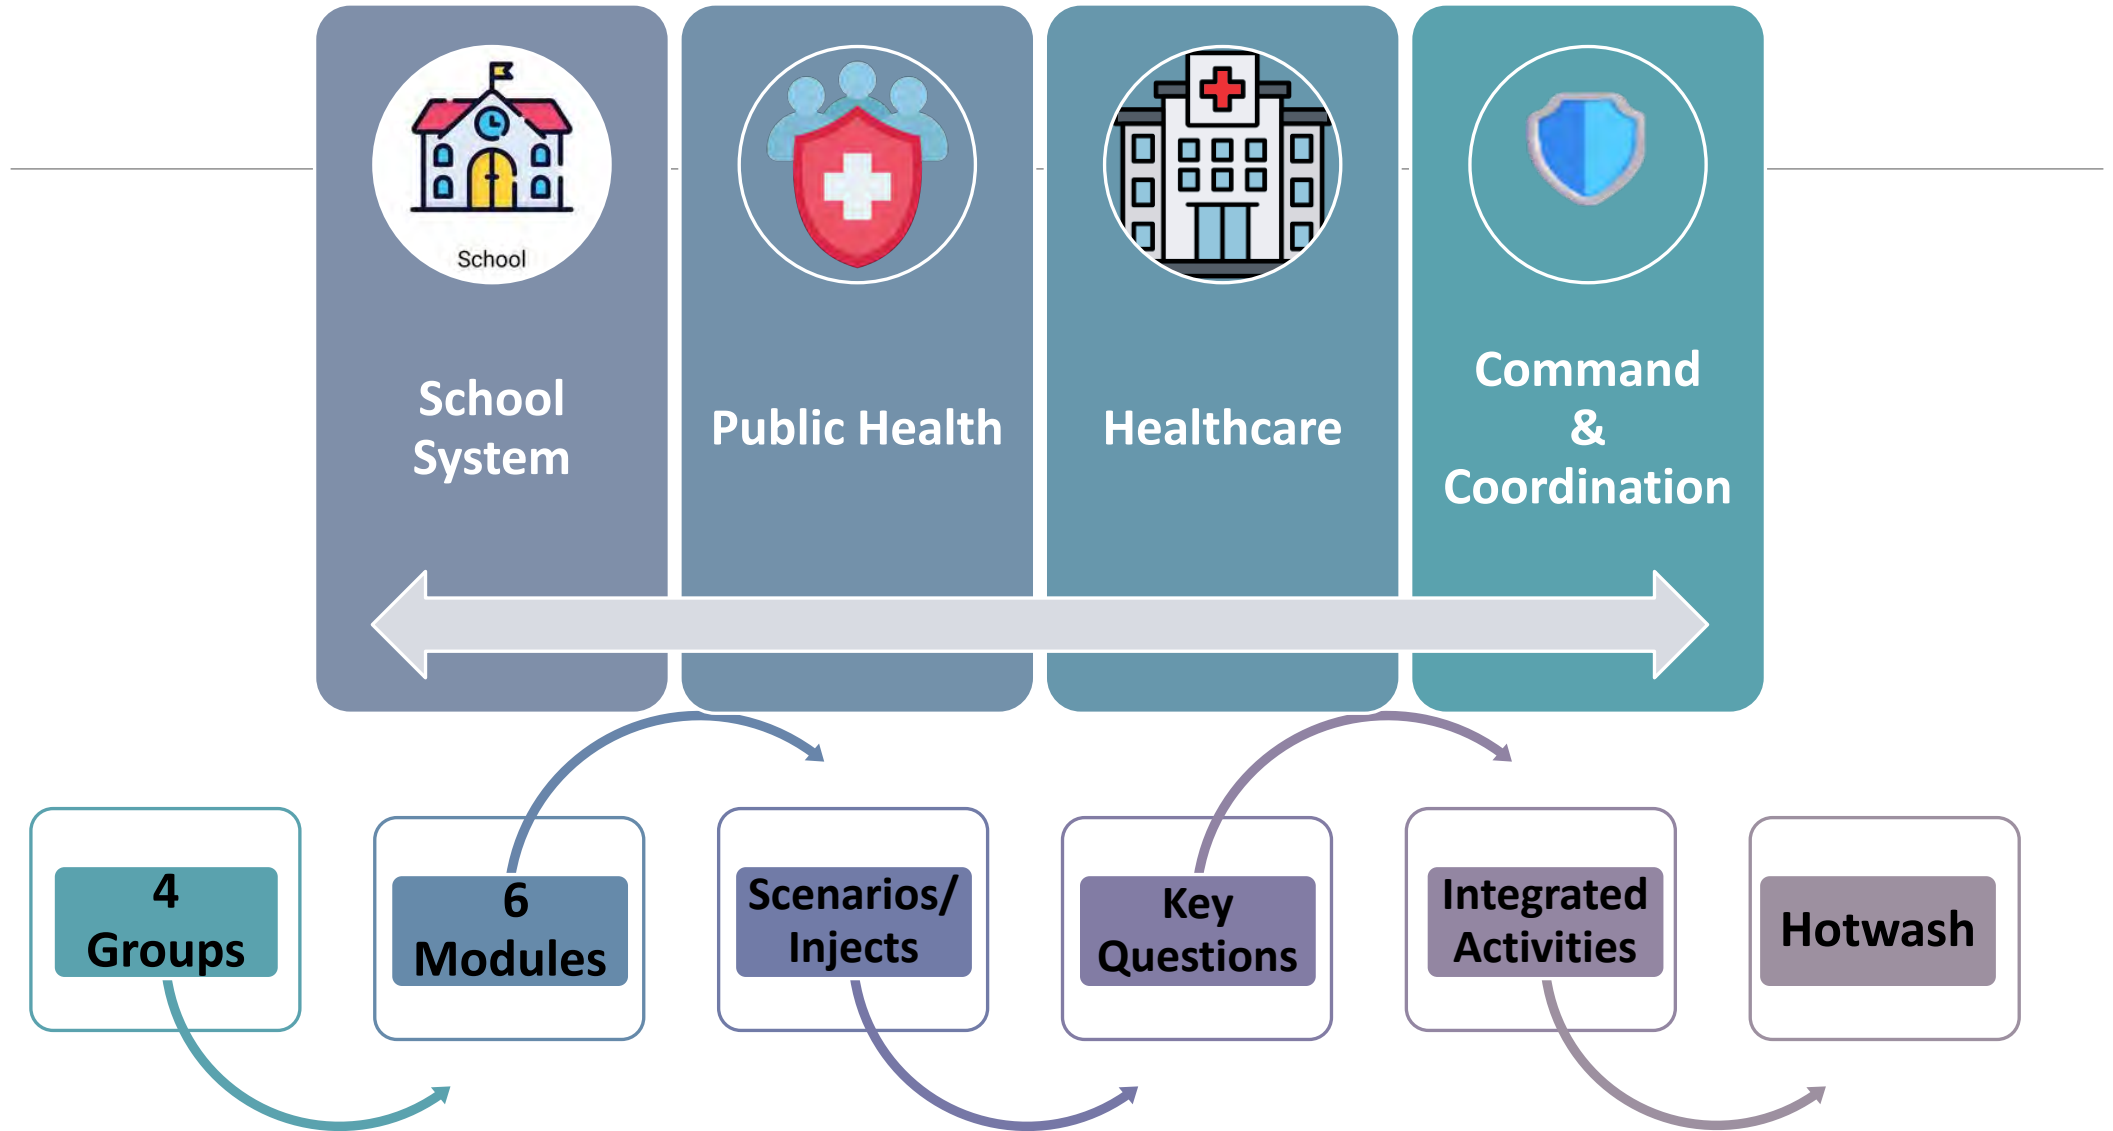 School
School
System
Public Health
Healthcare
Command
&
Coordination
4
Groups
6
Modules
Scenarios/
Injects
Key
Questions
Integrated
Activities
Hotwash